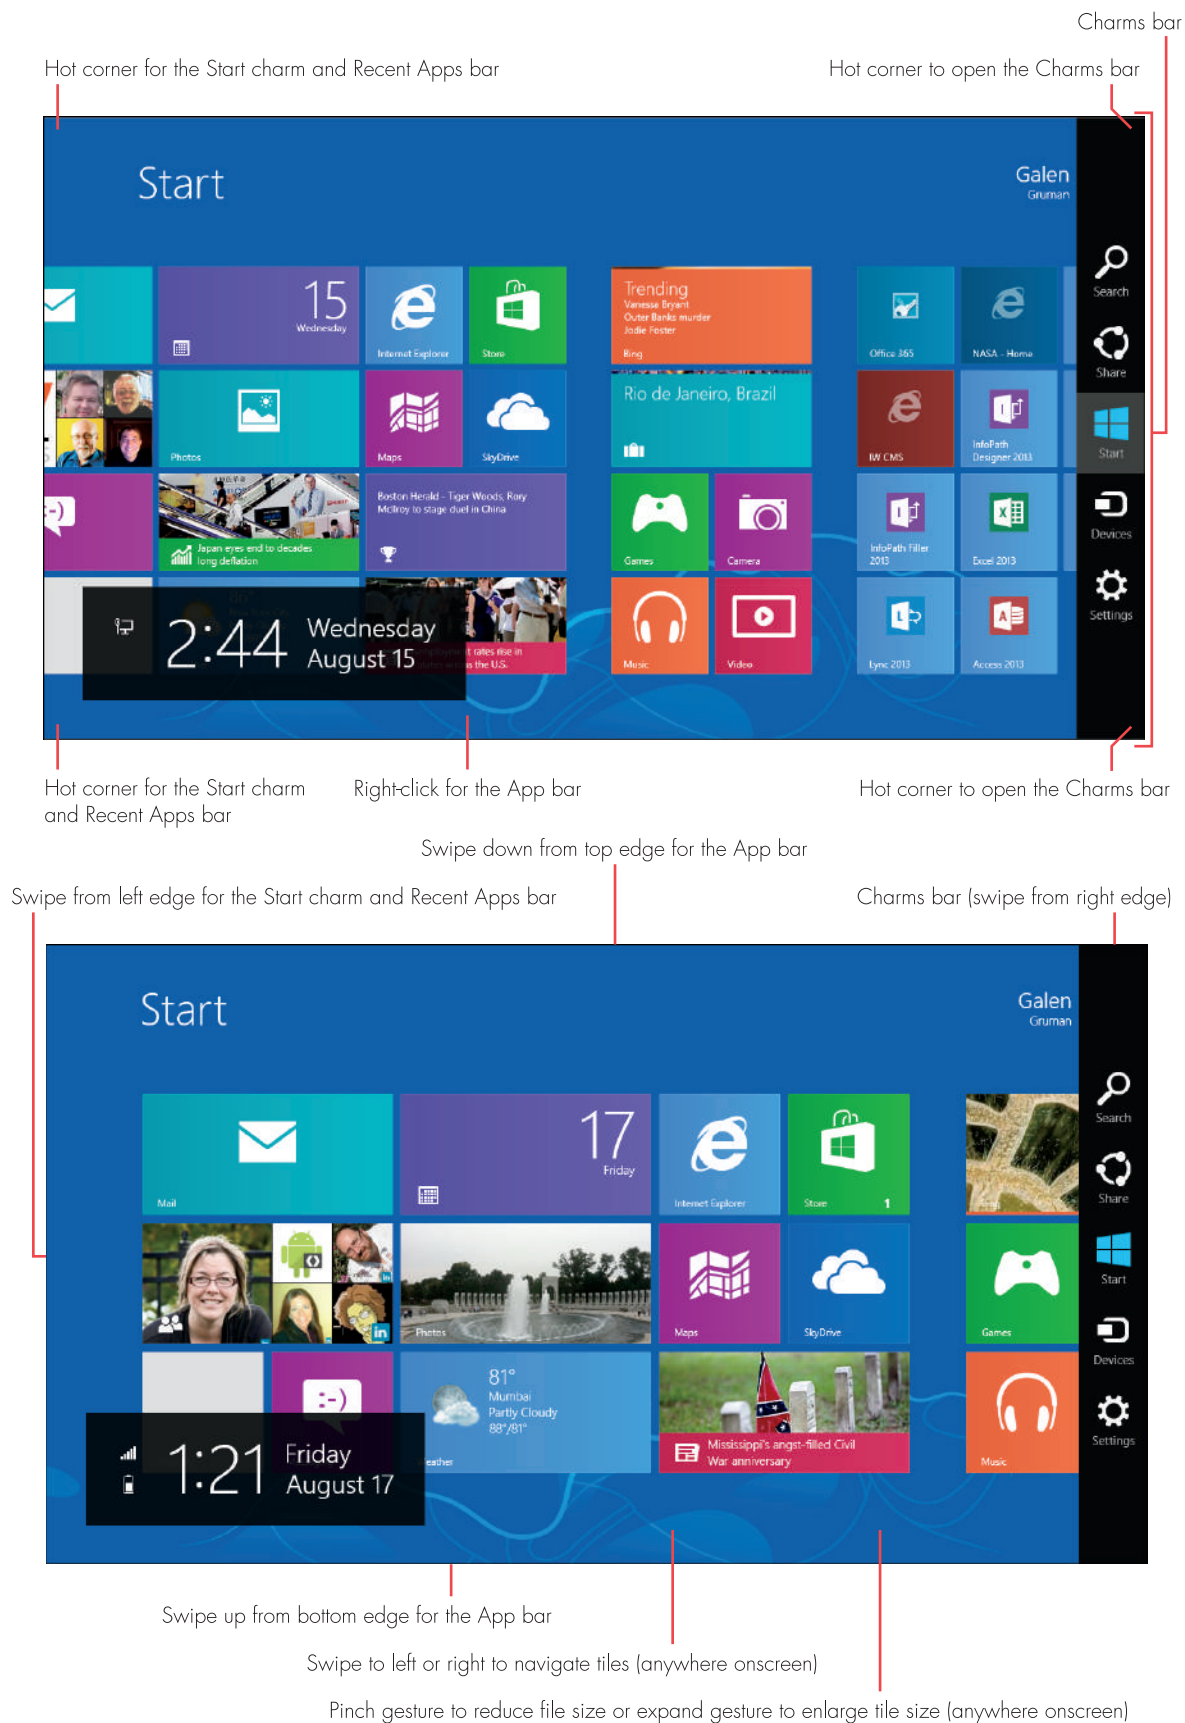 Charms bar
Hot corner for the Start charm and Recent Apps bar
Hot corner to open the Charms bar
Start
Galen
Gruman
15
Wednesday
Internet Explorer
Store
Trending
Vanesse Bryant
Outer Banks murder
Jodie Foster
Bing
Office 365
NASA - Home
Search
Share
Photos
Maps
SkyDrive
Rio de Janeiro, Brazil
IW CMS
InfoPath
Designer 2013
Start
:-)
Japan eyes end to decades
long deflation
Boston Herald - Tiger Woods, Rory
McIlroy to stage duel in China
Games
Camera
InfoPath Filler
2013
Excel 2013
Devices
2:44
Wednesday
August 15
rates rise in
across the U.S.
Music
Video
Lync 2013
Access 2013
Settings
Hot corner for the Start charm
and Recent Apps bar
Right-click for the App bar
Hot corner to open the Charms bar
Swipe down from top edge for the App bar
Swipe from left edge for the Start charm and Recent Apps bar
Charms bar (swipe from right edge)
Start
Galen
Gruman
Mail
17
Friday
Internet Explorer
Store
1
Search
Share
in
in
Photos
Maps
SkyDrive
Games
Start
:-)
81°
Mumbai
Partly Cloudy
88°/81°
eather
Mississippi's angst-filled Civil
War anniversary
Music
Devices
Settings
1:21
Friday
August 17
Swipe up from bottom edge for the App bar
Swipe to left or right to navigate tiles (anywhere onscreen)
Pinch gesture to reduce file size or expand gesture to enlarge tile size (anywhere onscreen)